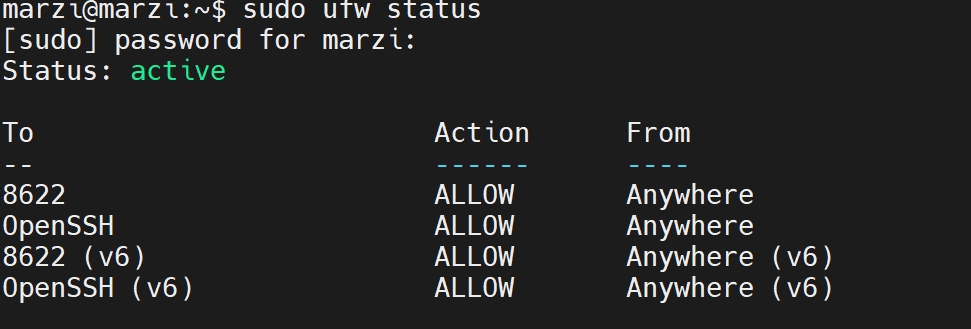 marzi@marzi:~$ sudo ufw status
[sudo] password for marzi:
Status: active

To                         Action      From
--                         ------      ----
8622                       ALLOW       Anywhere
OpenSSH                    ALLOW       Anywhere
8622 (v6)                  ALLOW       Anywhere (v6)
OpenSSH (v6)               ALLOW       Anywhere (v6)